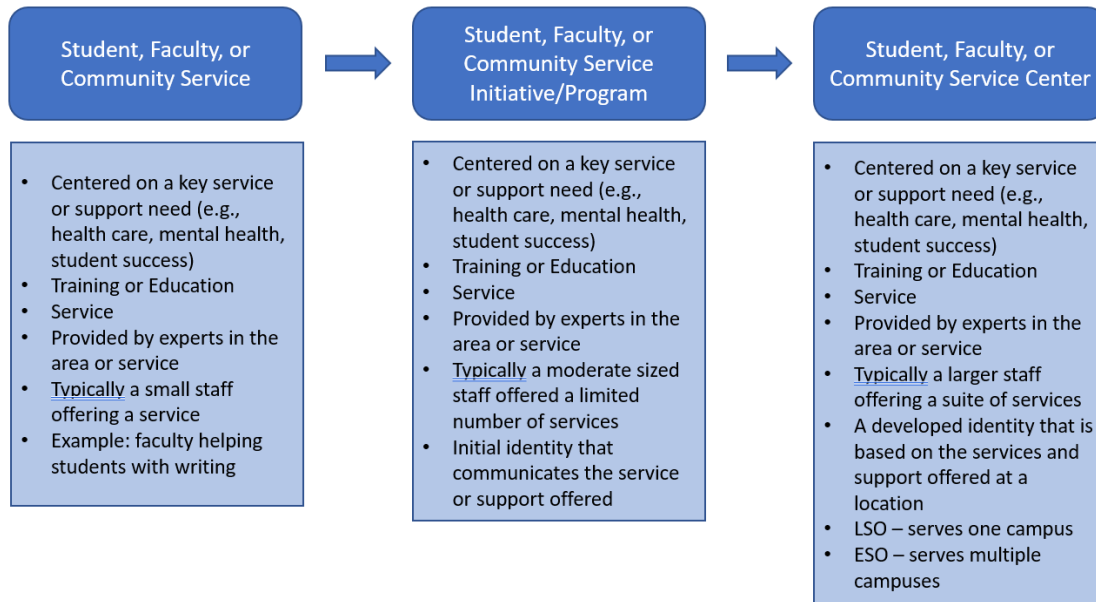 Student, Faculty, or
Community Service
Student, Faculty, or
Community Service
Initiative/Program
Student, Faculty, or
Community Service Center
• Centered on a key service
or support need (e.g.,
health care, mental health,
student success)
• Training or Education
• Service
• Provided by experts in the
area or service
• Typically a small staff
offering a service
• Example: faculty helping
students with writing
• Centered on a key service
or support need (e.g.,
health care, mental health,
student success)
• Training or Education
• Service
• Provided by experts in the
area or service
• Typically a moderate sized
staff offered a limited
number of services
• Initial identity that
communicates the service
or support offered
• Centered on a key service
or support need (e.g.,
health care, mental health,
student success)
• Training or Education
• Service
• Provided by experts in the
area or service
• Typically a larger staff
offering a suite of services
• A developed identity that is
based on the services and
support offered at a
location
• LSO – serves one campus
• ESO – serves multiple
campuses